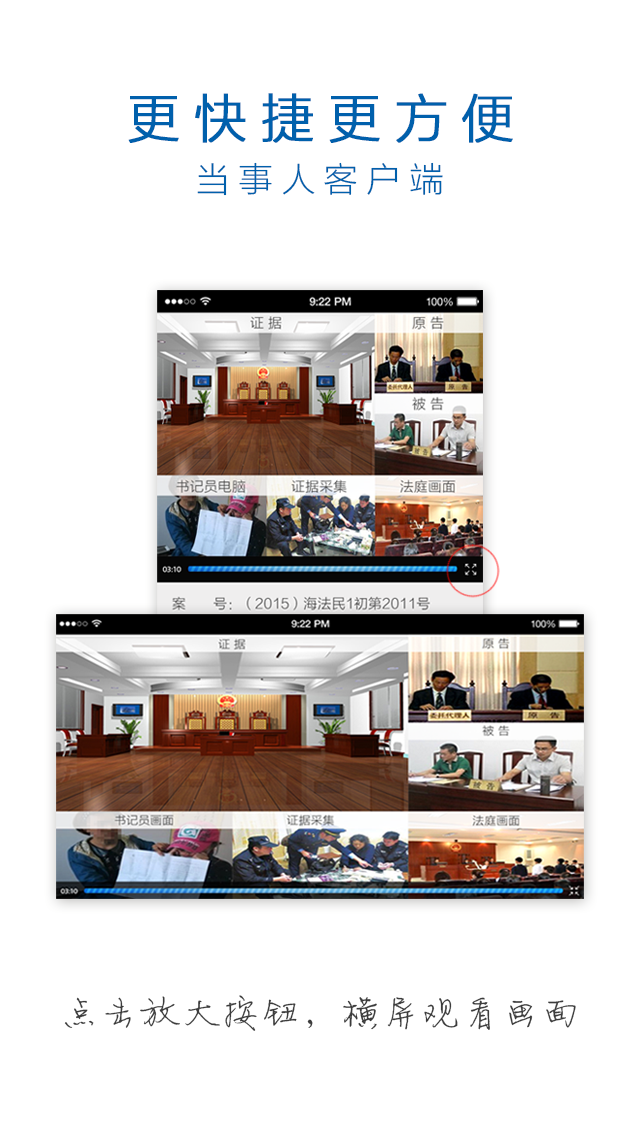 更快捷更方便
当事人客户端
9:22 PM 100%
证据
原告
委托代理人 原告
被告
书记员电脑 证据采集 法庭画面
03:10
案 号：（2015）海法民1初第2011号
9:22 PM 100%
证据
原告
委托代理人 原告
被告
被告
书记员画面 证据采集 法庭画面
03:10
点击放大按钮，横屏观看画面